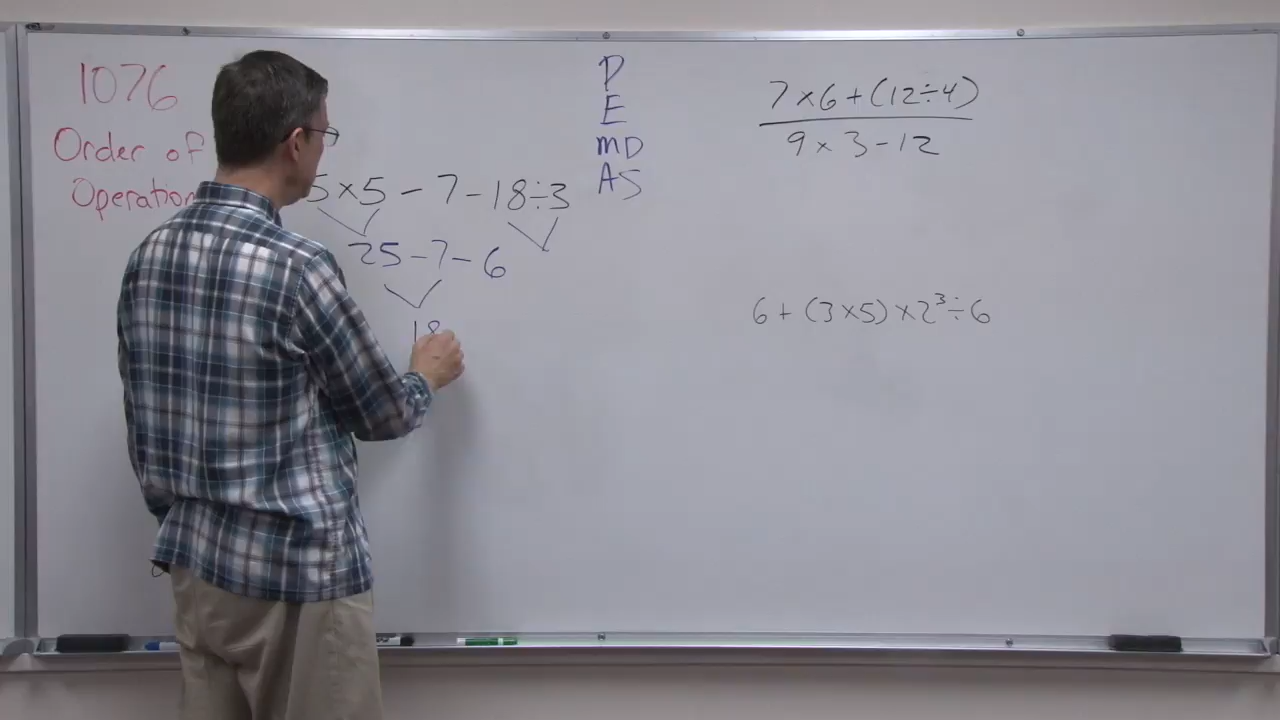 1076
Order of
Operation
5 × 5 - 7 - 18 ÷ 3
25 - 7 - 6
18
P
E
MD
AS
7 × 6 + (12 ÷ 4)
9 × 3 - 12
6 + (3 × 5) × 2³ ÷ 6